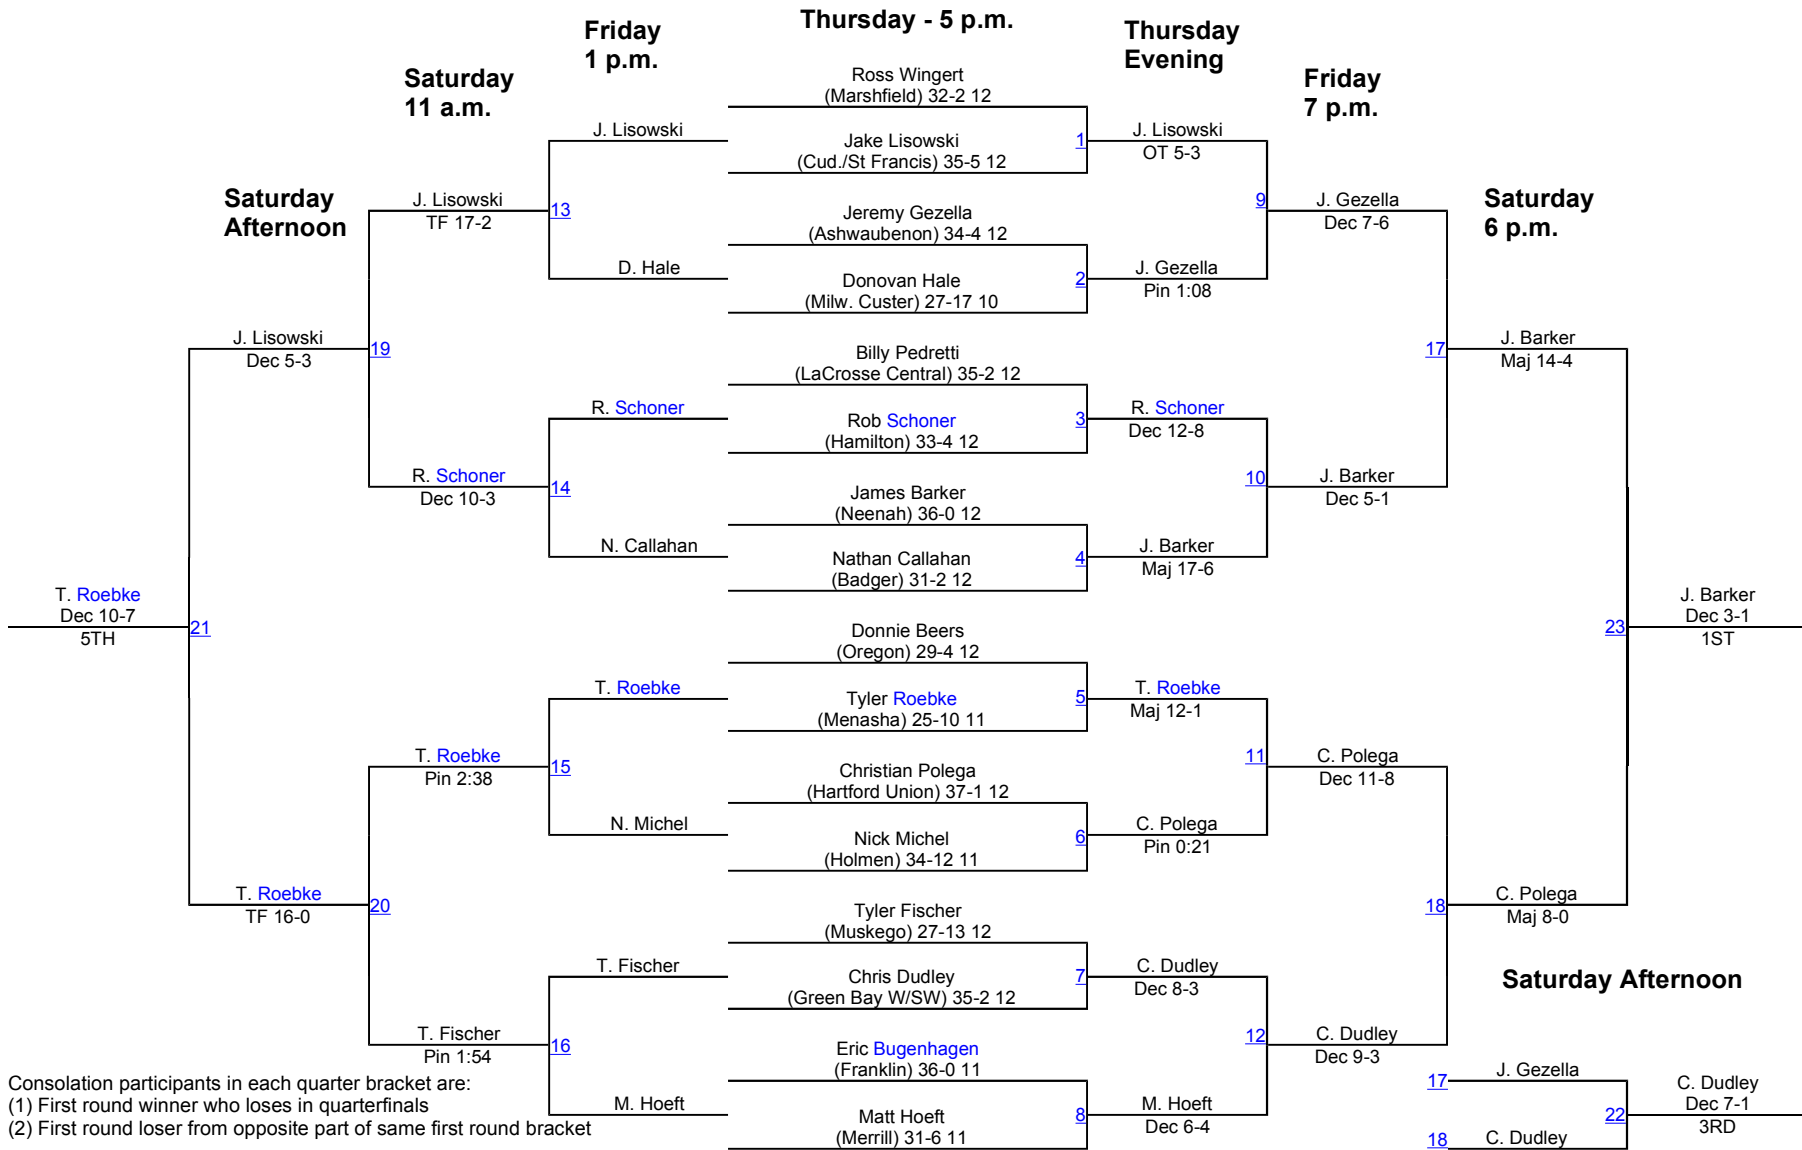 Thursday - 5 p.m.
Friday
1 p.m.
Thursday
Evening
Saturday
11 a.m.
Friday
7 p.m.
Saturday
Afternoon
Saturday
6 p.m.
Ross Wingert
(Marshfield) 32-2 12
Jake Lisowski
(Cud./St Francis) 35-5 12
Jeremy Gezella
(Ashwaubenon) 34-4 12
Donovan Hale
(Milw. Custer) 27-17 10
Billy Pedretti
(LaCrosse Central) 35-2 12
Rob Schoner
(Hamilton) 33-4 12
James Barker
(Neenah) 36-0 12
Nathan Callahan
(Badger) 31-2 12
Donnie Beers
(Oregon) 29-4 12
Tyler Roebke
(Menasha) 25-10 11
Christian Polega
(Hartford Union) 37-1 12
Nick Michel
(Holmen) 34-12 11
Tyler Fischer
(Muskego) 27-13 12
Chris Dudley
(Green Bay W/SW) 35-2 12
Eric Bugenhagen
(Franklin) 36-0 11
Matt Hoeft
(Merrill) 31-6 11
1
2
3
4
5
6
7
8
J. Lisowski
OT 5-3
J. Gezella
Pin 1:08
R. Schoner
Dec 12-8
J. Barker
Maj 17-6
T. Roebke
Maj 12-1
C. Polega
Pin 0:21
C. Dudley
Dec 8-3
M. Hoeft
Dec 6-4
9
10
11
12
J. Gezella
Dec 7-6
J. Barker
Dec 5-1
C. Polega
Dec 11-8
C. Dudley
Dec 9-3
17
18
J. Barker
Maj 14-4
C. Polega
Maj 8-0
23
J. Barker
Dec 3-1
1ST
J. Lisowski
D. Hale
R. Schoner
N. Callahan
T. Roebke
N. Michel
T. Fischer
M. Hoeft
13
14
15
16
J. Lisowski
TF 17-2
R. Schoner
Dec 10-3
T. Roebke
Pin 2:38
T. Fischer
Pin 1:54
19
20
J. Lisowski
Dec 5-3
T. Roebke
TF 16-0
21
T. Roebke
Dec 10-7
5TH
Saturday Afternoon
17
J. Gezella
18
C. Dudley
22
C. Dudley
Dec 7-1
3RD
Consolation participants in each quarter bracket are:
(1) First round winner who loses in quarterfinals
(2) First round loser from opposite part of same first round bracket